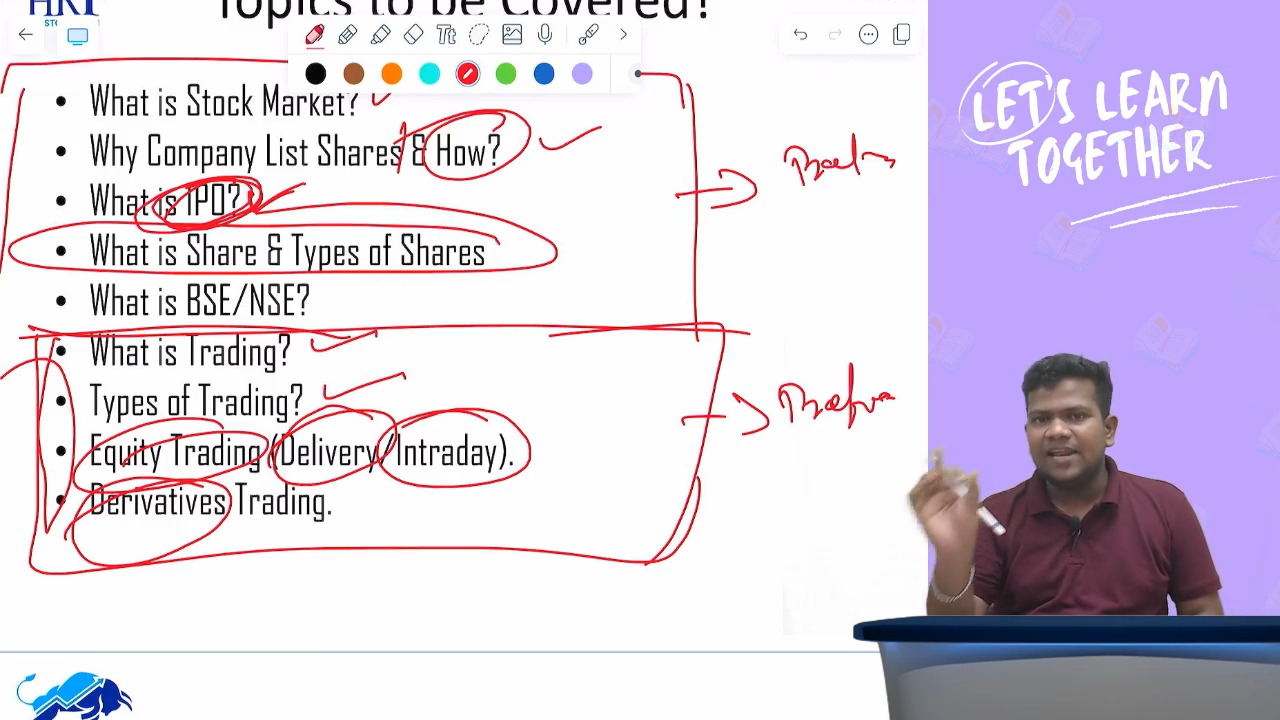 Topics to be Covered?
• What is Stock Market?
• Why Company List Shares & How?
• What is IPO?
• What is Share & Types of Shares
• What is BSE/NSE?
• What is Trading?
• Types of Trading?
• Equity Trading (Delivery/Intraday).
• Derivatives Trading.
LET'S LEARN
TOGETHER